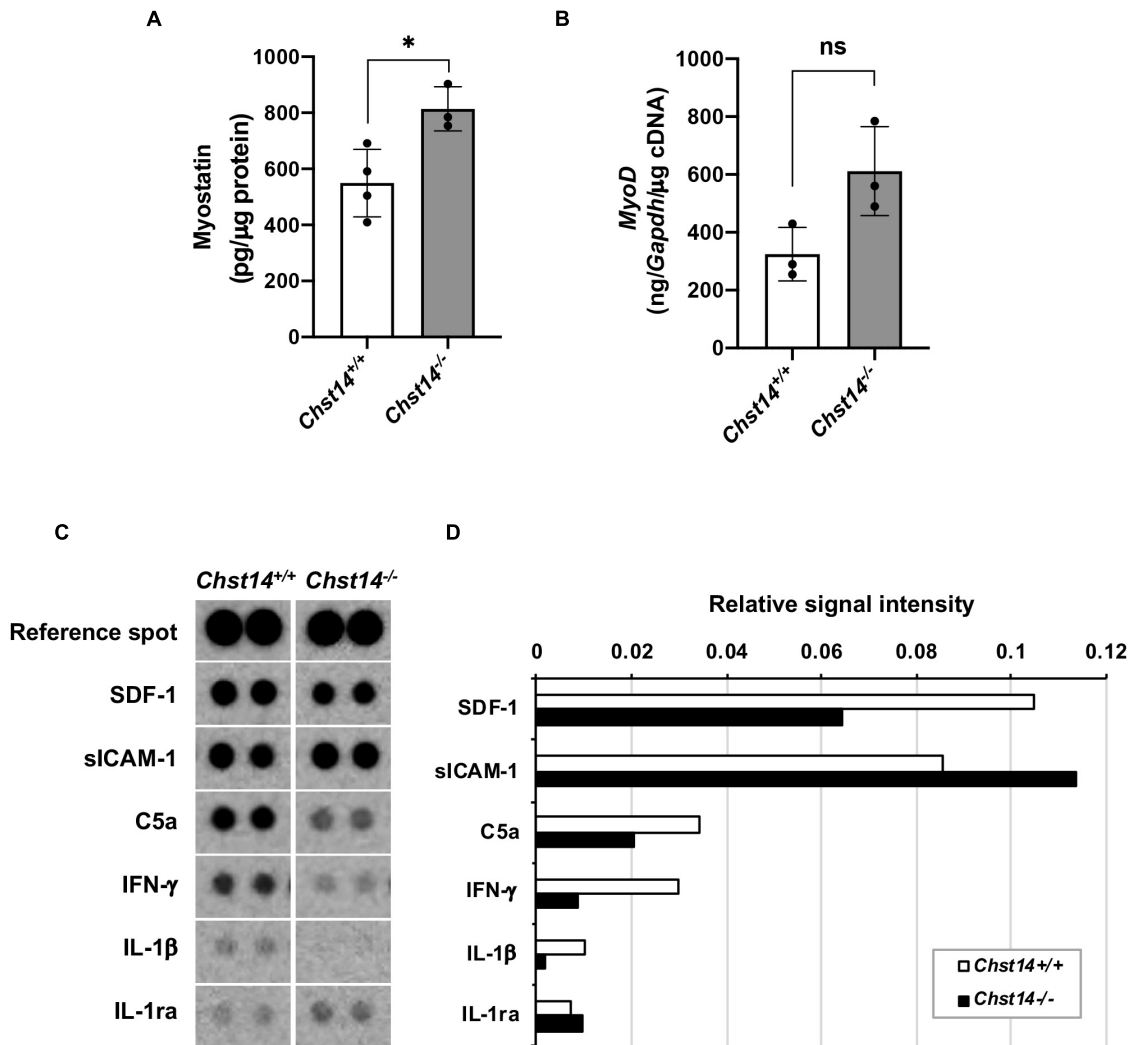 A
B
*
ns
1000
800
600
400
200
0
Myostatin
(pg/μg protein)
Chst14+/+
Chst14-/-
1000
800
600
400
200
0
MyoD
(ng/Gapdh/μg cDNA)
Chst14+/+
Chst14-/-
C
D
Chst14+/+ Chst14-/-
Reference spot
SDF-1
sICAM-1
C5a
IFN-γ
IL-1β
IL-1ra
Relative signal intensity
0 0.02 0.04 0.06 0.08 0.1 0.12
SDF-1
sICAM-1
C5a
IFN-γ
IL-1β
IL-1ra
Chst14+/+
Chst14-/-